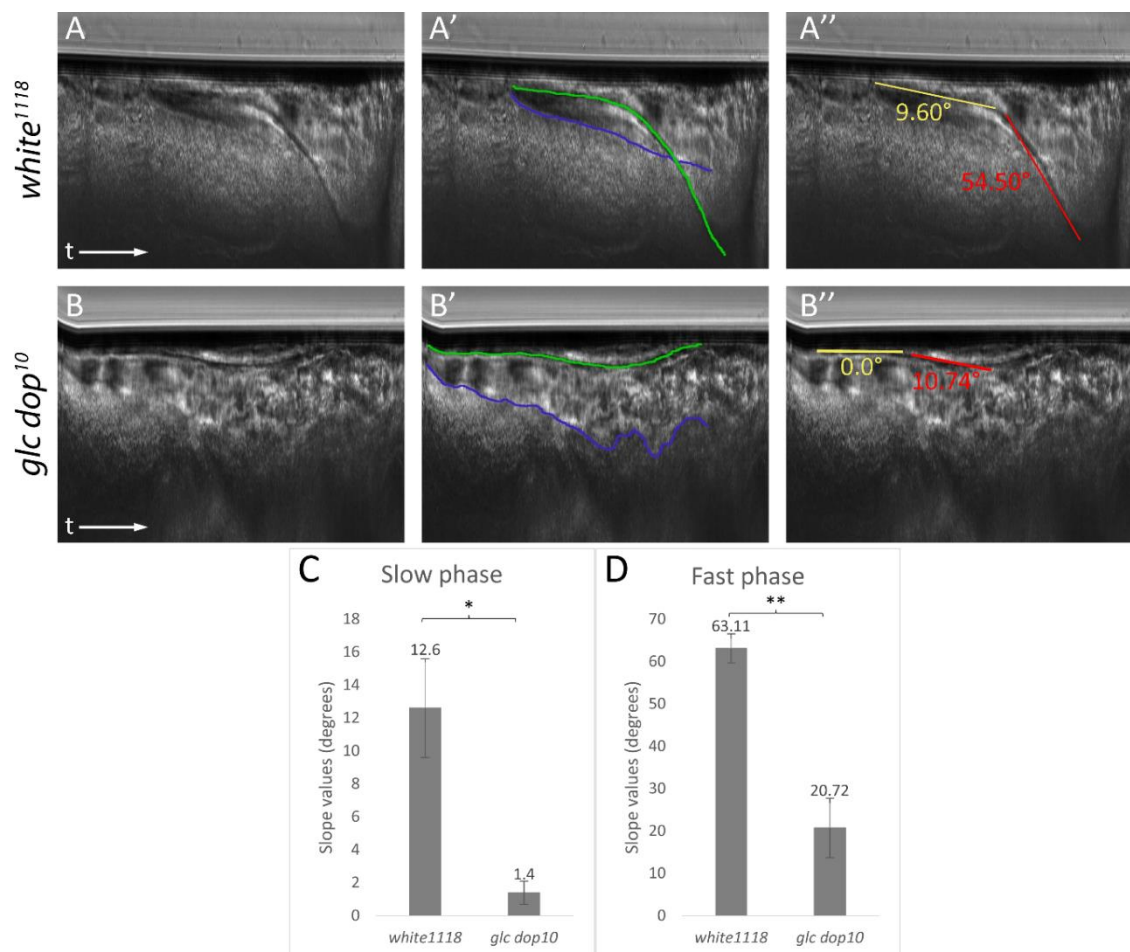 white¹¹¹⁸
A
t
A’
A’’
9.60°
54.50°
glc dop¹⁰
B
t
B’
B’’
0.0°
10.74°
C
Slow phase
*
Slope values (degrees)
18
16
14
12
10
8
6
4
2
0
12.6
1.4
white1118
glc dop10
D
Fast phase
**
Slope values (degrees)
70
60
50
40
30
20
10
0
63.11
20.72
white1118
glc dop10